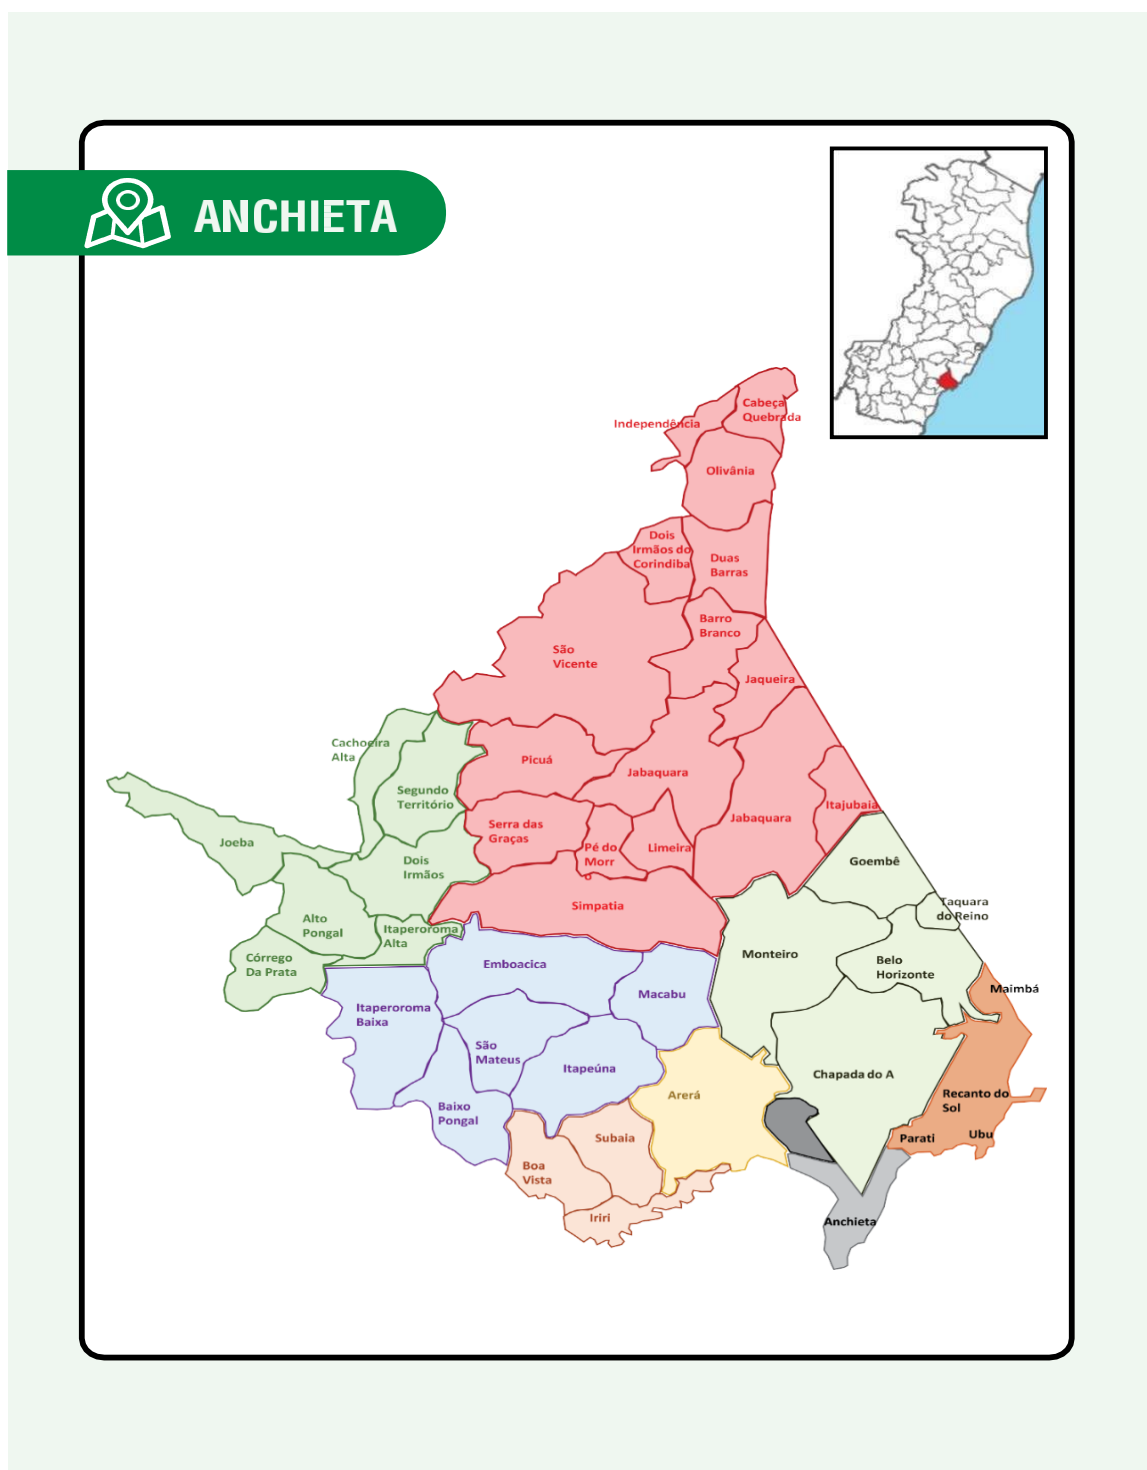 ANCHIETA
Cabeça
Quebrada
Independência
Olivânia
Dois
Irmãos do
Corindiba
Duas
Barras
Barro
Branco
São
Vicente
Jaqueira
Cachoeira
Alta
Picuá
Jabaquara
Segundo
Território
Itajubaia
Jabaquara
Serra das
Graças
Joeba
Pé do
Morr
o
Limeira
Goembê
Dois
Irmãos
Taquara
do Reino
Simpatia
Alto
Pongal
Itaperoroma
Alta
Monteiro
Córrego
Da Prata
Emboacica
Belo
Horizonte
Maimbá
Macabu
Itaperoroma
Baixa
São
Mateus
Itapeúna
Chapada do A
Arerá
Recanto do
Sol
Baixo
Pongal
Subaia
Parati
Ubu
Boa
Vista
Iriri
Anchieta